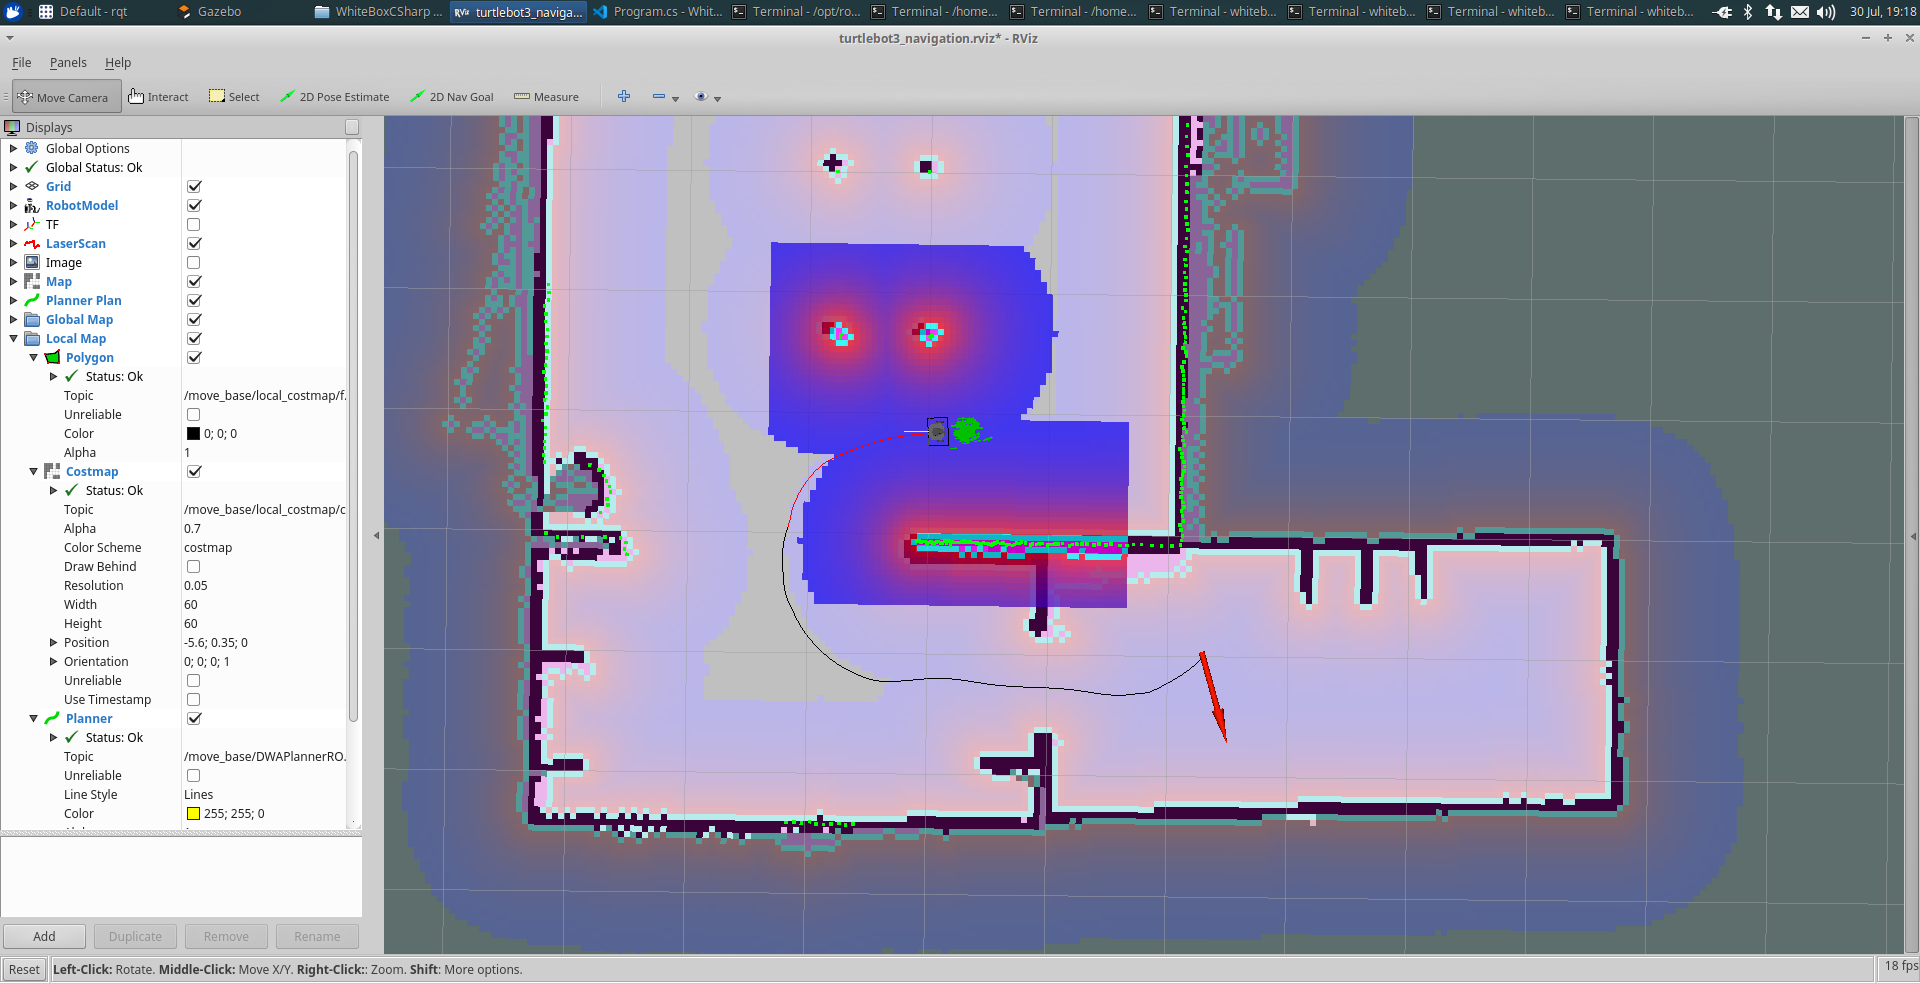 Default - rqt
Gazebo
WhiteBoxCSharp ...
RViz turtlebot3_naviga...
Program.cs - Whit...
Terminal - /opt/ro...
Terminal - /home...
Terminal - /home...
Terminal - whiteb...
Terminal - whiteb...
Terminal - whiteb...
Terminal - whiteb...
30 Jul, 19:18
turtlebot3_navigation.rviz* - RViz
File Panels Help
Move Camera Interact Select 2D Pose Estimate 2D Nav Goal Measure
Displays
Global Options
Global Status: Ok
Grid
RobotModel
TF
LaserScan
Image
Map
Planner Plan
Global Map
Local Map
Polygon
Status: Ok
Topic /move_base/local_costmap/f.
Unreliable
Color 0; 0; 0
Alpha 1
Costmap
Status: Ok
Topic /move_base/local_costmap/c
Alpha 0.7
Color Scheme costmap
Draw Behind
Resolution 0.05
Width 60
Height 60
Position -5.6; 0.35; 0
Orientation 0; 0; 0; 1
Unreliable
Use Timestamp
Planner
Status: Ok
Topic /move_base/DWAPlannerRO.
Unreliable
Line Style Lines
Color 255; 255; 0
Add Duplicate Remove Rename
Reset Left-Click: Rotate. Middle-Click: Move X/Y. Right-Click:: Zoom. Shift: More options. 18 fps